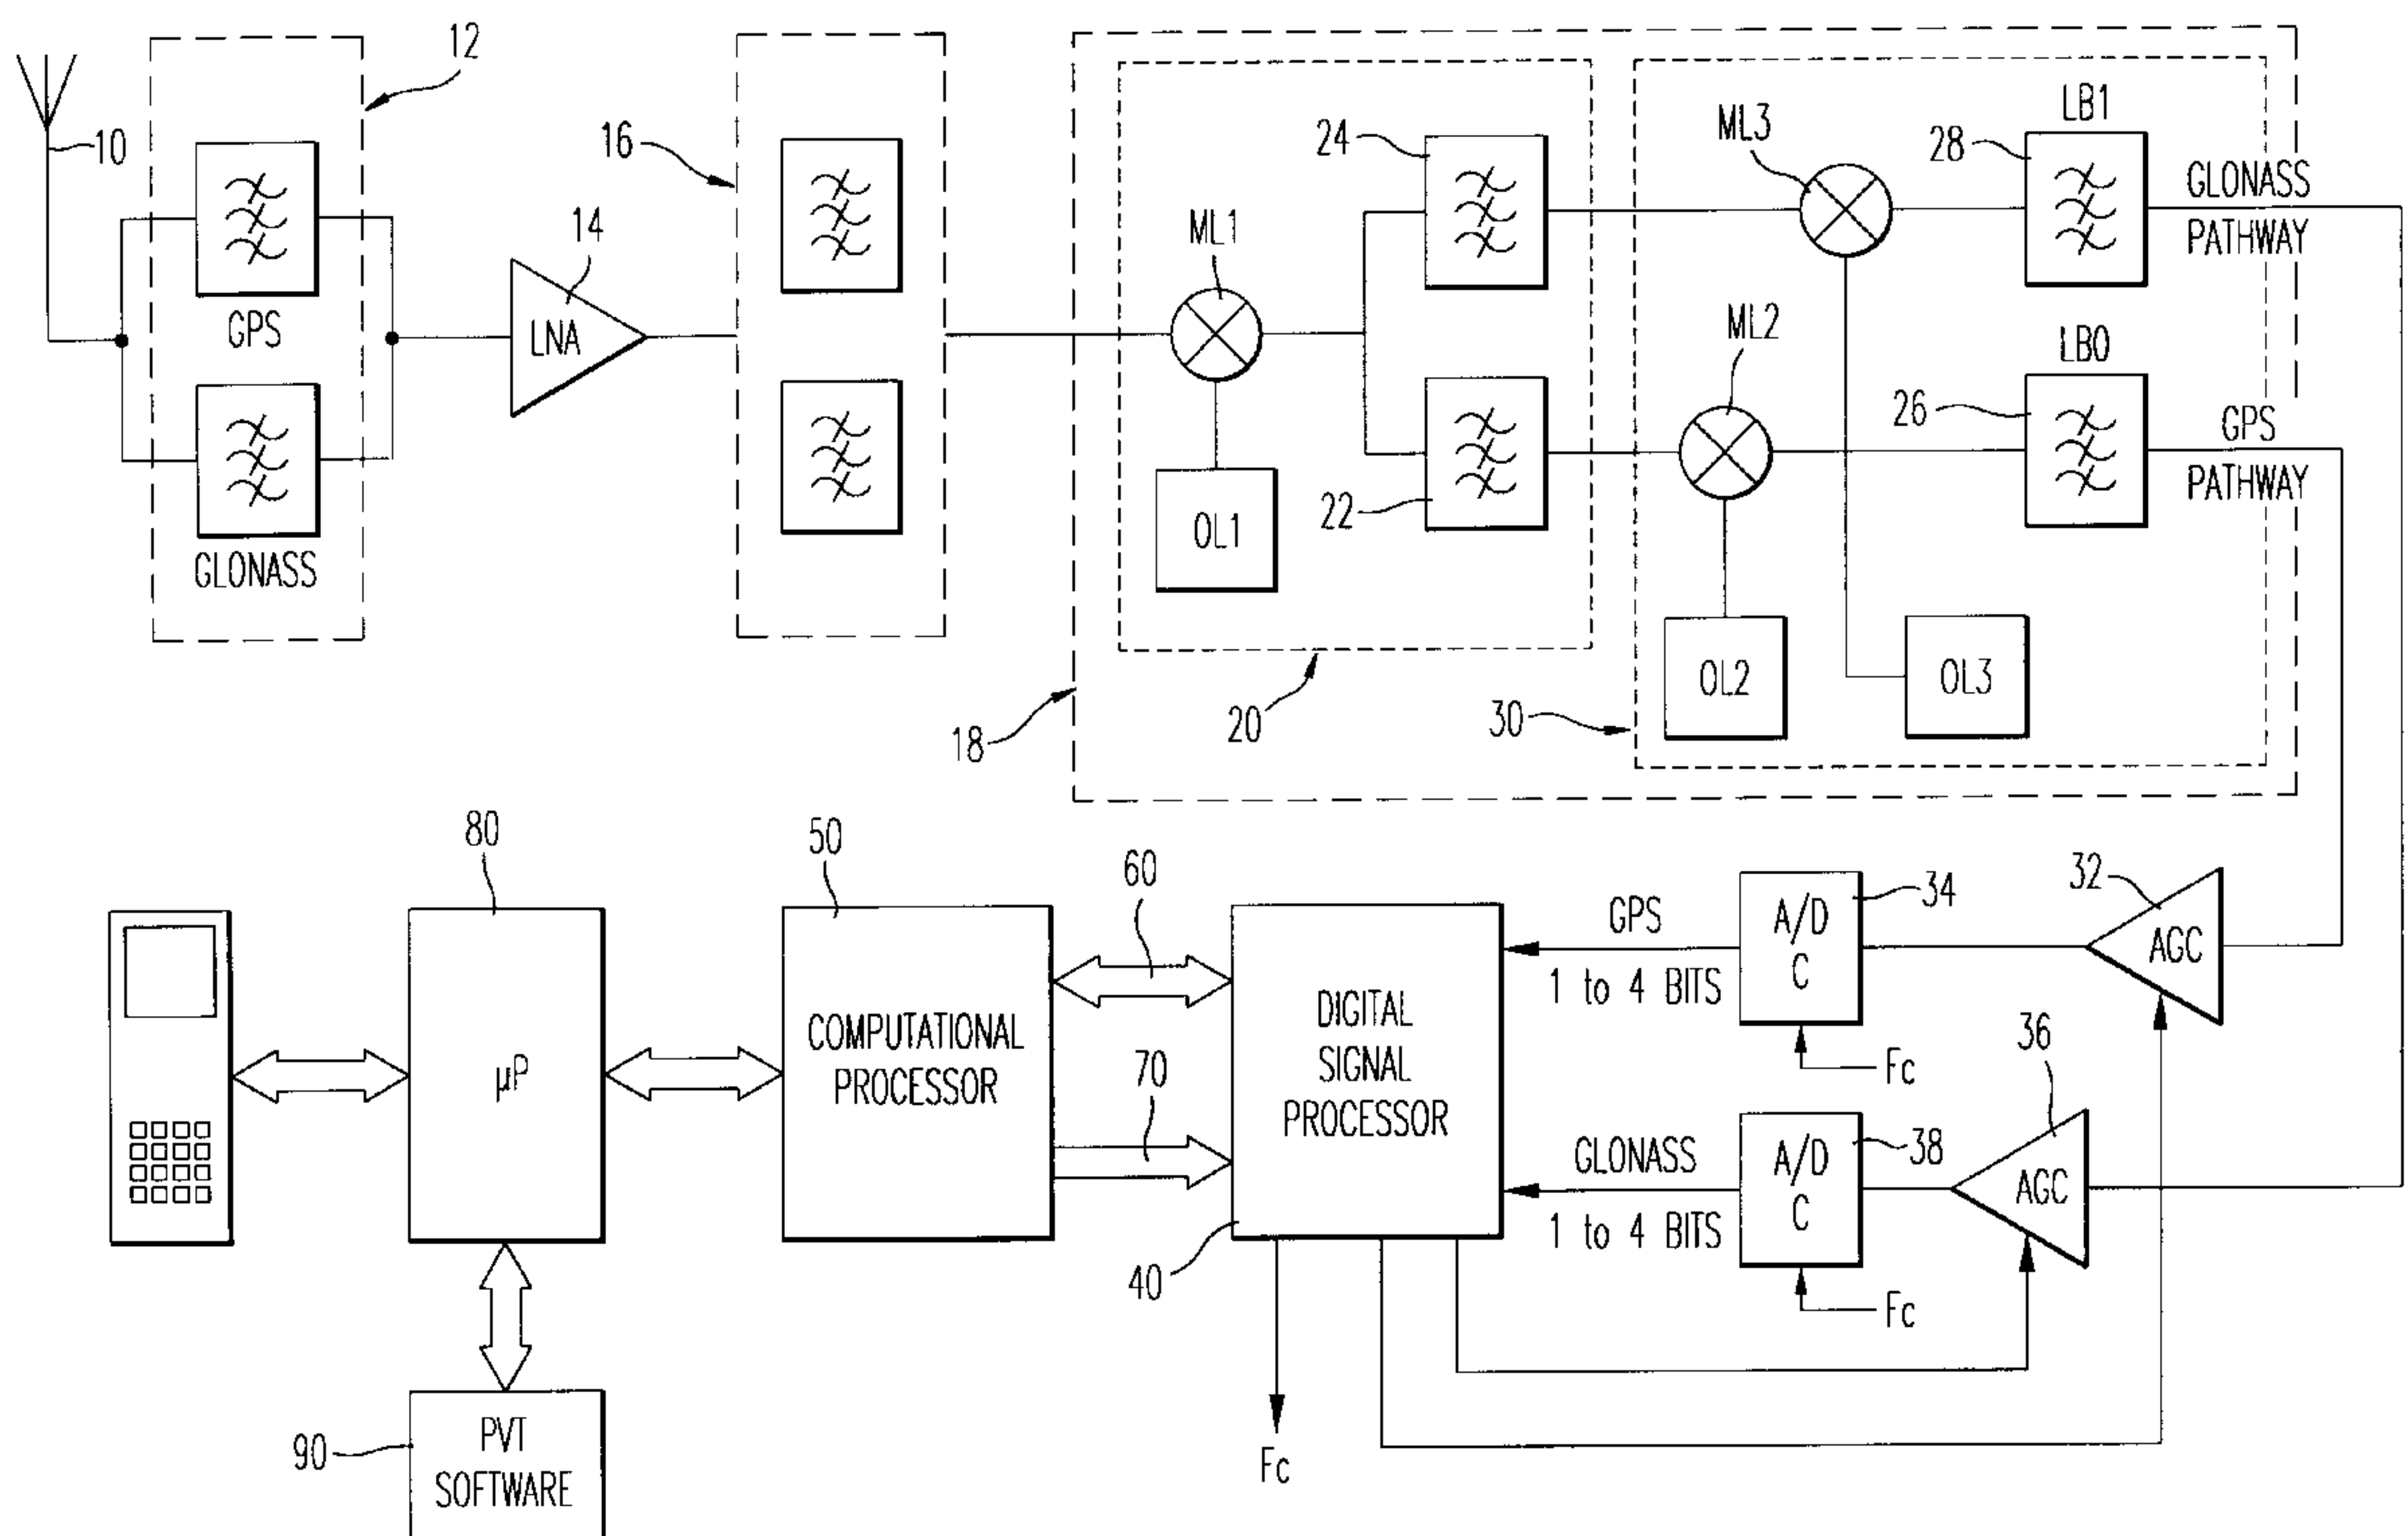 12
10
GPS
GLONASS
14
LNA
16
ML1
OL1
24
22
20
18
ML3
ML2
LB1
28
GLONASS
PATHWAY
LB0
26
GPS
PATHWAY
OL2
OL3
30
80
µP
50
COMPUTATIONAL
PROCESSOR
60
70
DIGITAL
SIGNAL
PROCESSOR
40
GPS
1 to 4 BITS
A/D
C
34
Fc
32
AGC
GLONASS
1 to 4 BITS
A/D
C
38
Fc
36
AGC
Fc
90
PVT
SOFTWARE